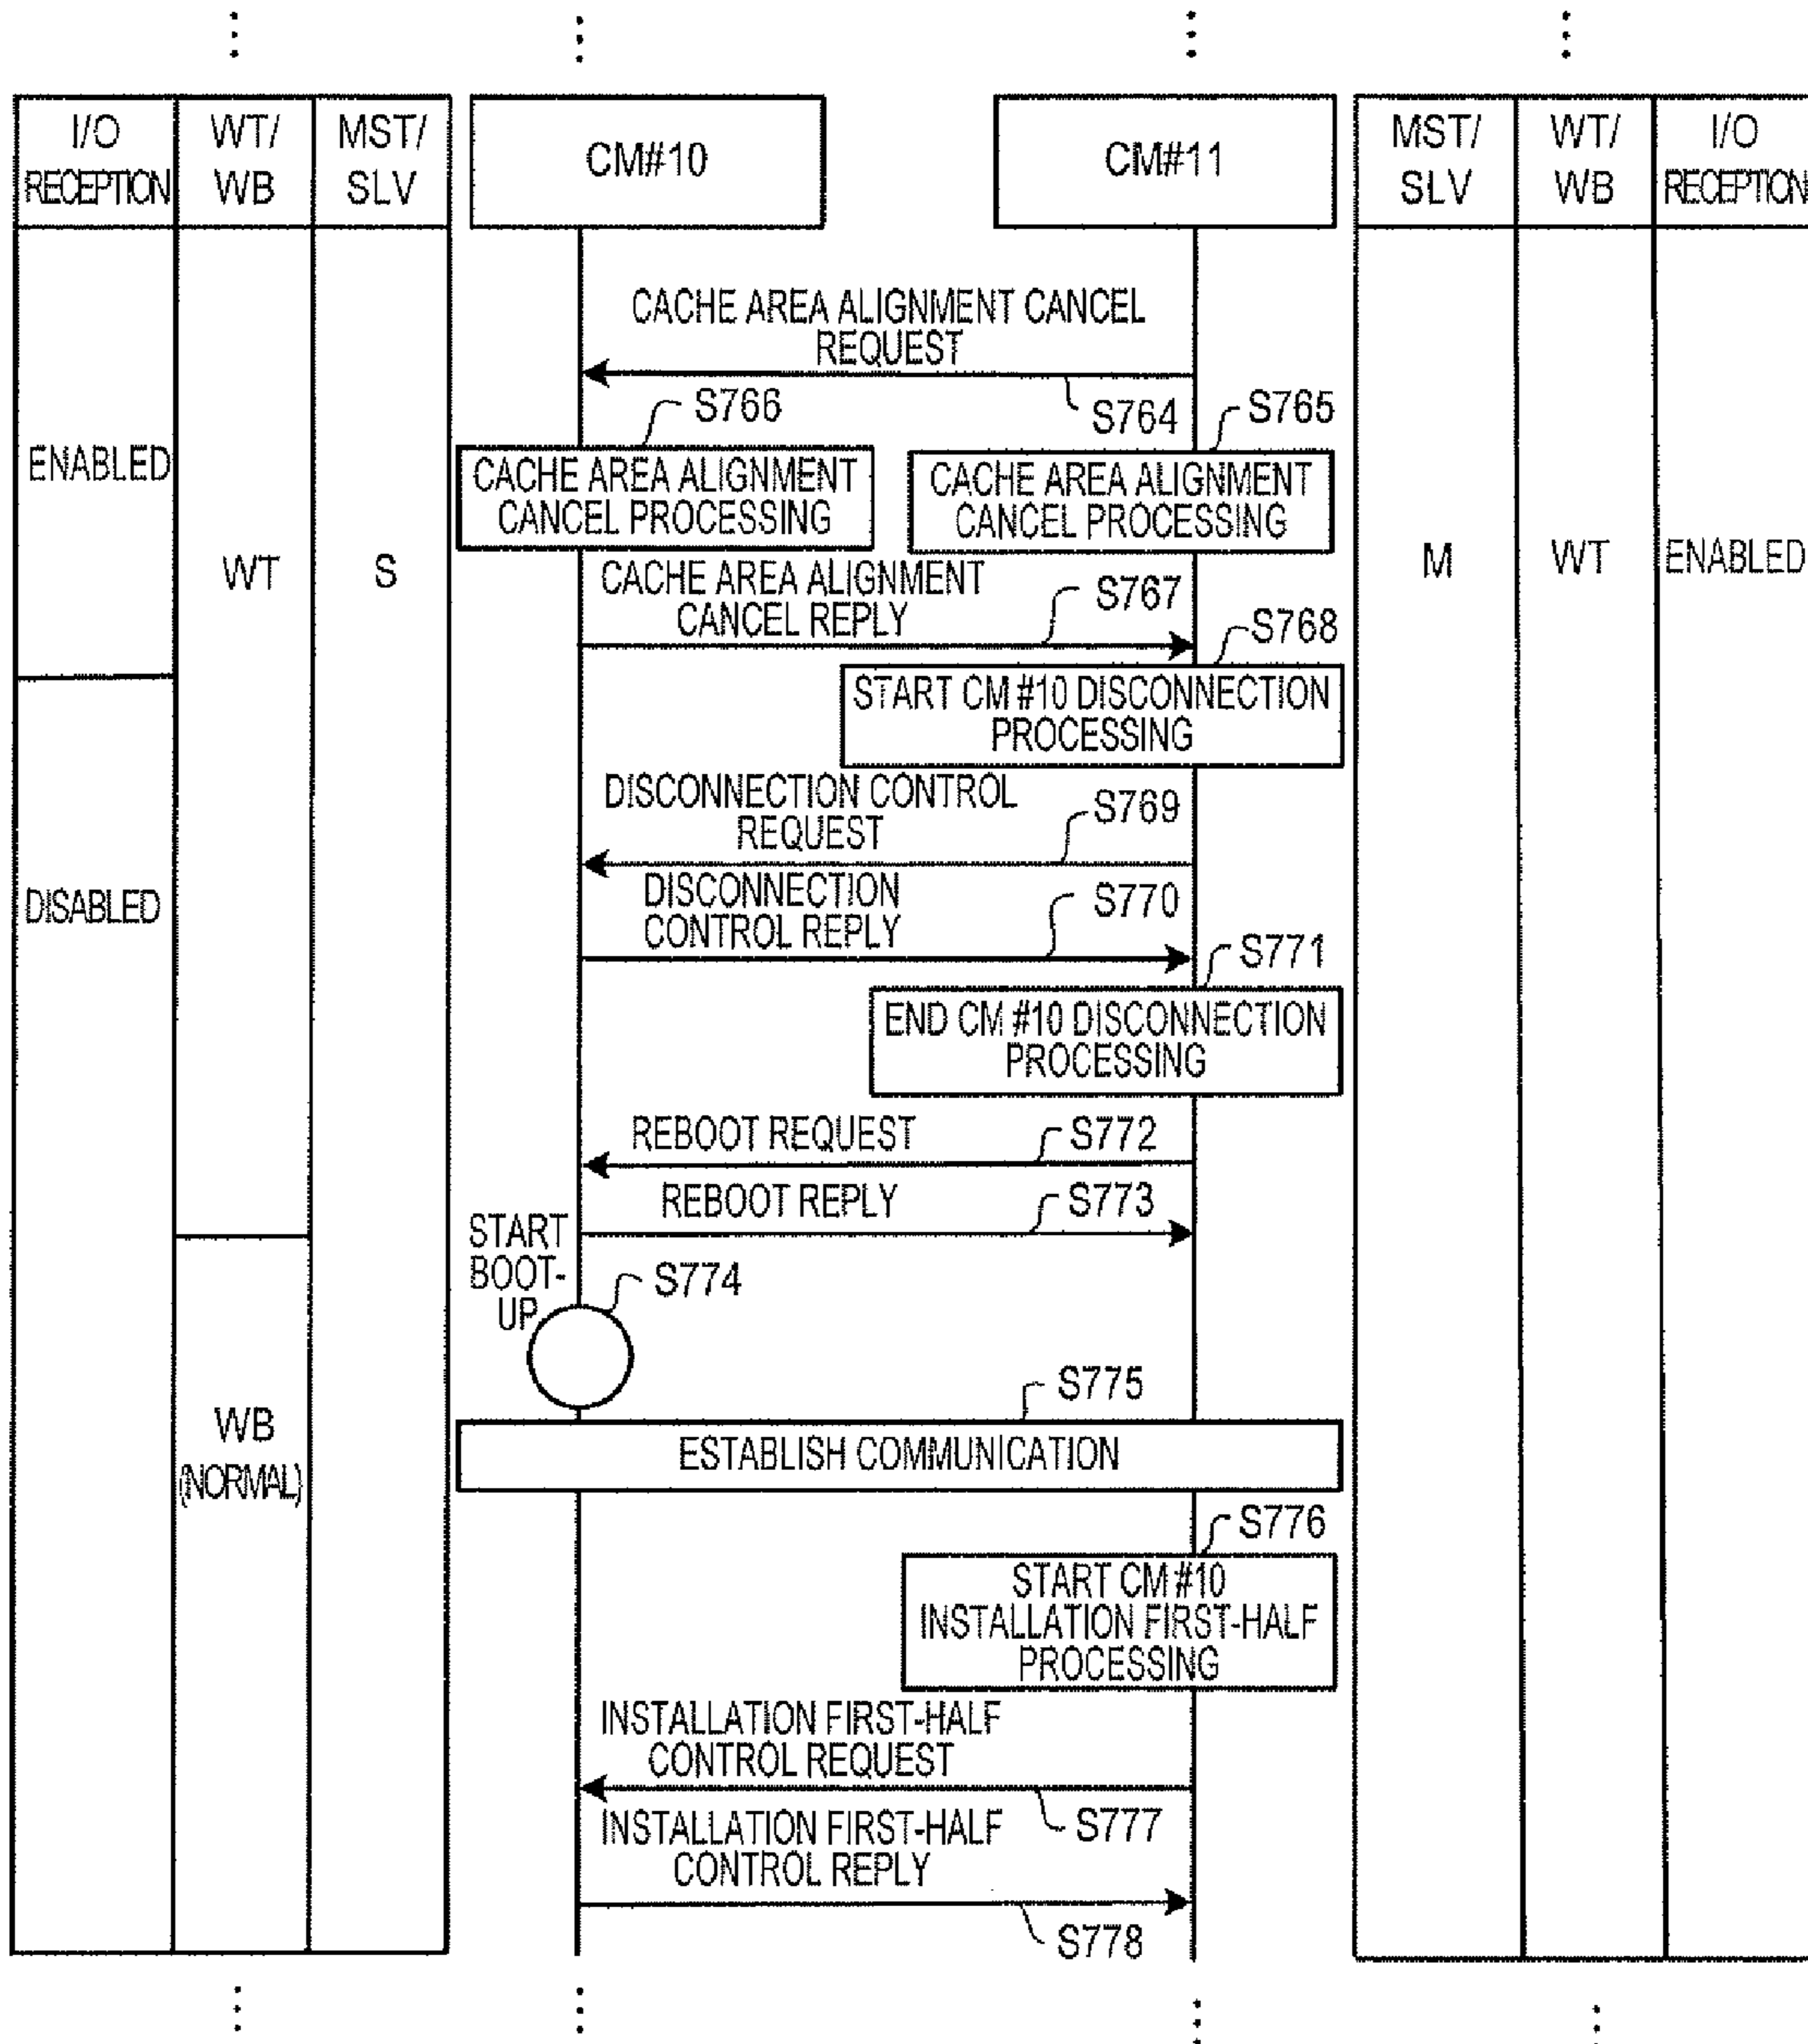 I/O
RECEPTION
WT/
WB
MST/
SLV
CM#10
CM#11
MST/
SLV
WT/
WB
I/O
RECEPTION
CACHE AREA ALIGNMENT CANCEL
REQUEST
S764
S766
S765
ENABLED
CACHE AREA ALIGNMENT
CANCEL PROCESSING
CACHE AREA ALIGNMENT
CANCEL PROCESSING
WT
S
M
WT
ENABLED
CACHE AREA ALIGNMENT
CANCEL REPLY
S767
S768
START CM #10 DISCONNECTION
PROCESSING
DISCONNECTION CONTROL
REQUEST
S769
DISABLED
DISCONNECTION
CONTROL REPLY
S770
S771
END CM #10 DISCONNECTION
PROCESSING
REBOOT REQUEST
S772
REBOOT REPLY
S773
START
BOOT-
UP
S774
S775
WB
(NORMAL)
ESTABLISH COMMUNICATION
S776
START CM #10
INSTALLATION FIRST-HALF
PROCESSING
INSTALLATION FIRST-HALF
CONTROL REQUEST
S777
INSTALLATION FIRST-HALF
CONTROL REPLY
S778